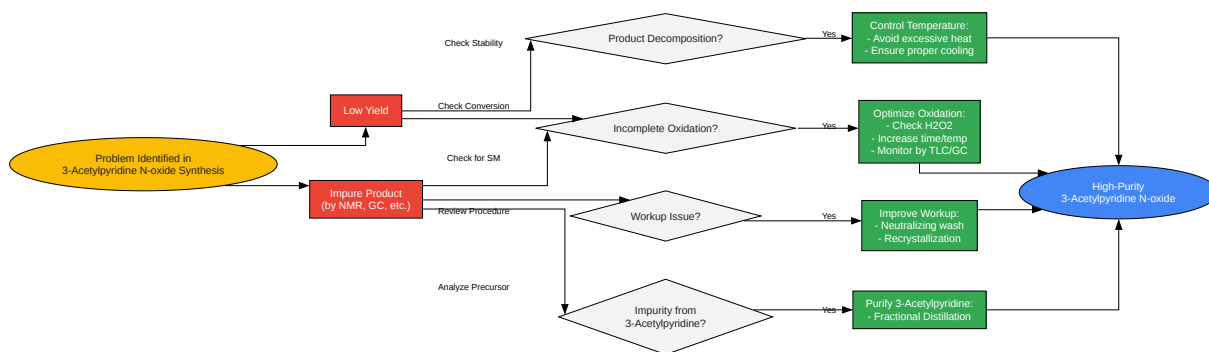 Problem Identified in
3-Acetylpyridine N-oxide Synthesis
Low Yield
Impure Product
(by NMR, GC, etc.)
Check Stability
Check Conversion
Check for SM
Review Procedure
Analyze Precursor
Product Decomposition?
Incomplete Oxidation?
Workup Issue?
Impurity from
3-Acetylpyridine?
Yes
Yes
Yes
Yes
Control Temperature:
- Avoid excessive heat
- Ensure proper cooling
Optimize Oxidation:
- Check H2O2
- Increase time/temp
- Monitor by TLC/GC
Improve Workup:
- Neutralizing wash
- Recrystallization
Purify 3-Acetylpyridine:
- Fractional Distillation
High-Purity
3-Acetylpyridine N-oxide